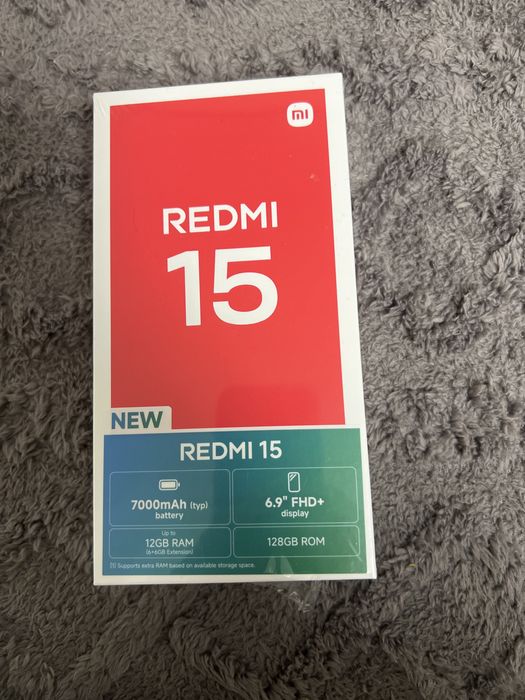 mi
REDMI
15
NEW
REDMI 15
7000mAh (typ)
battery
6.9" FHD+
display
Up to
12GB RAM
(6+6GB Extension)
128GB ROM
[1] Supports extra RAM based on available storage space.